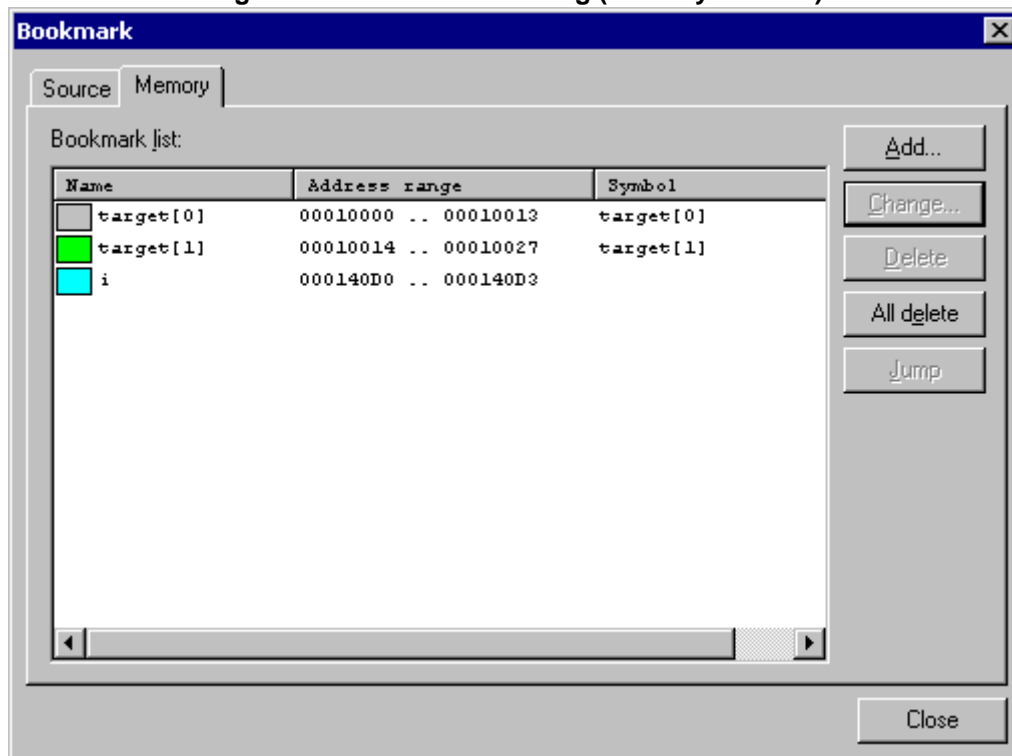 Bookmark
Source Memory
Bookmark list:
Name Address range Symbol
target[0] 00010000 .. 00010013 target[0]
target[1] 00010014 .. 00010027 target[1]
i 000140D0 .. 000140D3
Add...
Change...
Delete
All delete
Jump
Close